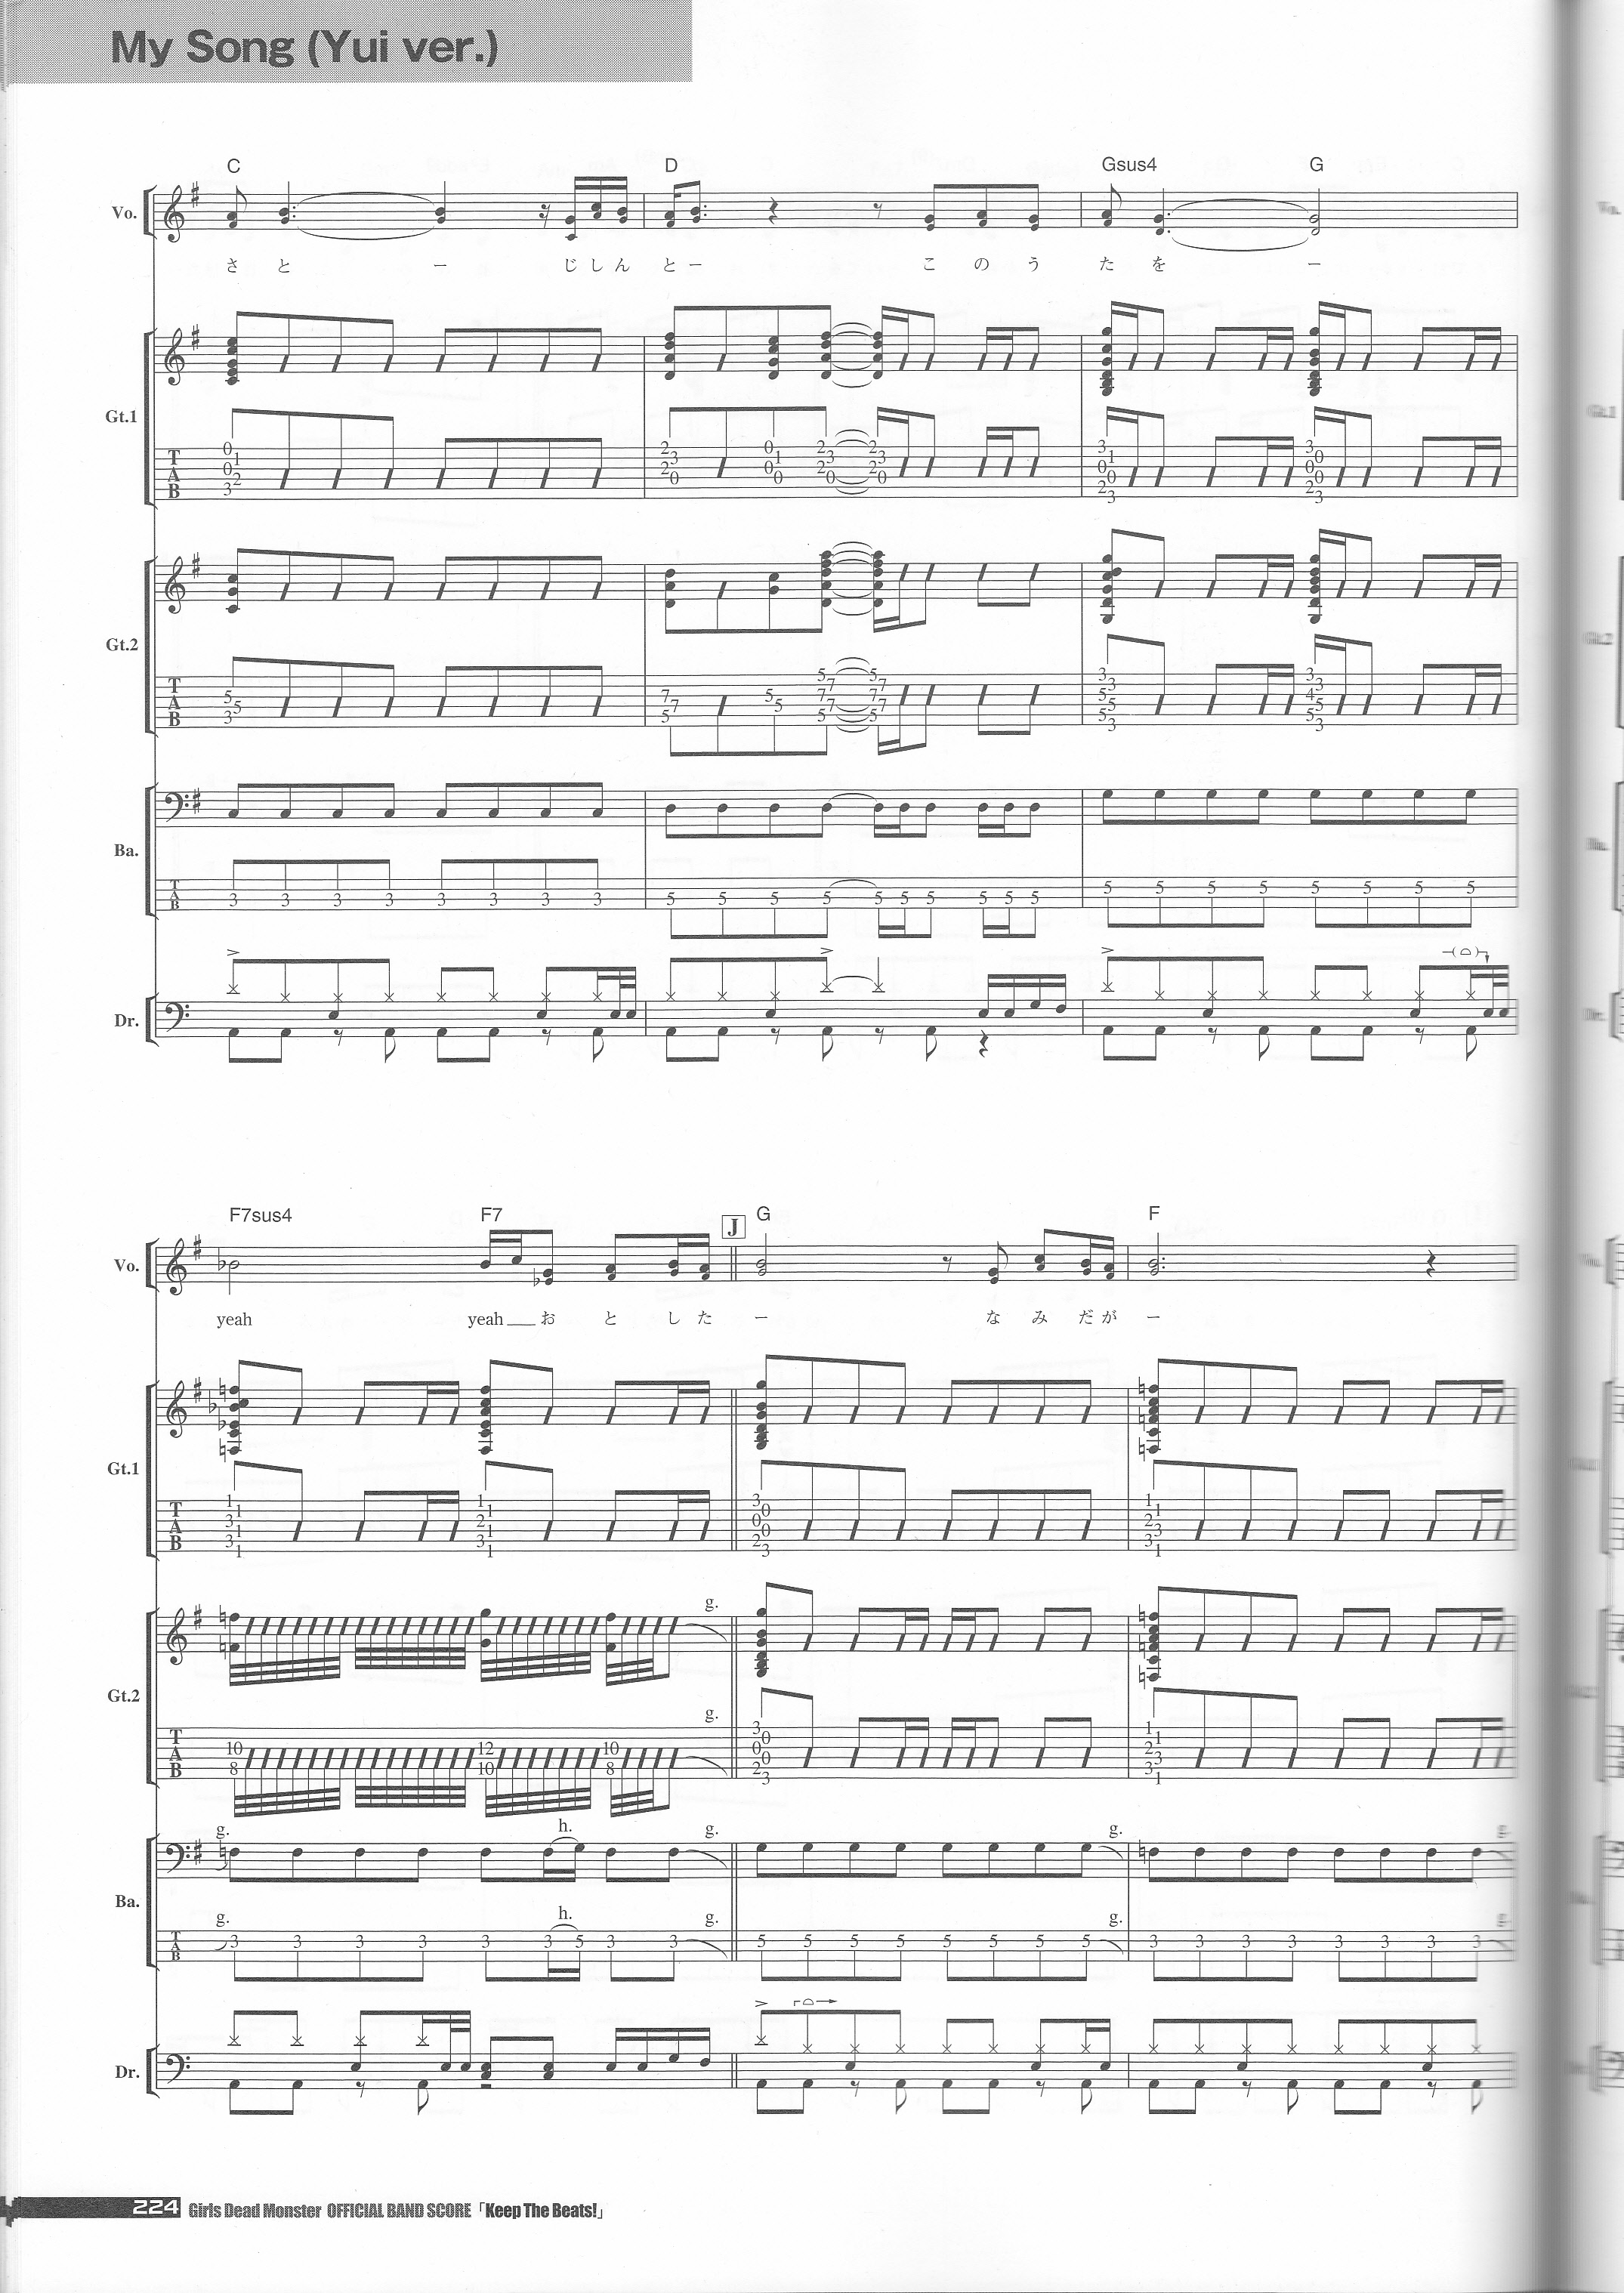 My Song (Yui ver.)
C D Gsus4 G
Vo.
さ と ー じ し ん と ー こ の う た を ー
Gt.1
T A B
0 1 0 2 3 2 3 2 0 0 1 0 0 2 3 2 0 2 3 2 0 3 1 0 0 2 3 3 0 0 0 2 3
Gt.2
T A B
5 5 3 7 7 5 5 5 5 7 7 7 5 5 7 7 7 5 3 3 5 5 5 3 3 3 4 5 5 3
Ba.
T A B
3 3 3 3 3 3 3 3 5 5 5 5 5 5 5 5 5 5 5 5 5 5 5 5 5 5
Dr.
F7sus4 F7 J G F
Vo.
yeah yeah お と し た ー な み だ が ー
Gt.1
T A B
1 1 3 1 3 1 1 1 2 1 3 1 3 0 0 0 2 3 1 1 2 3 3 1
g.
Gt.2
g.
T A B
10 8 12 10 10 8 3 0 0 0 2 3 1 1 2 3 3 1
g. h. g. g. g.
Ba.
g. h. g. g. g.
T A B
3 3 3 3 3 3 5 3 3 5 5 5 5 5 5 5 5 3 3 3 3 3 3 3 3
Dr.
224 Girls Dead Monster OFFICIAL BAND SCORE「Keep The Beats!」